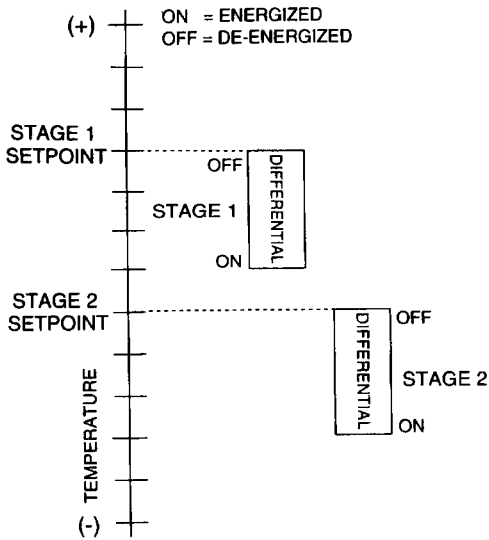 (+)
ON = ENERGIZED
OFF = DE-ENERGIZED
STAGE 1
SETPOINT
OFF
DIFFERENTIAL
STAGE 1
ON
STAGE 2
SETPOINT
DIFFERENTIAL
OFF
STAGE 2
ON
TEMPERATURE
(-)